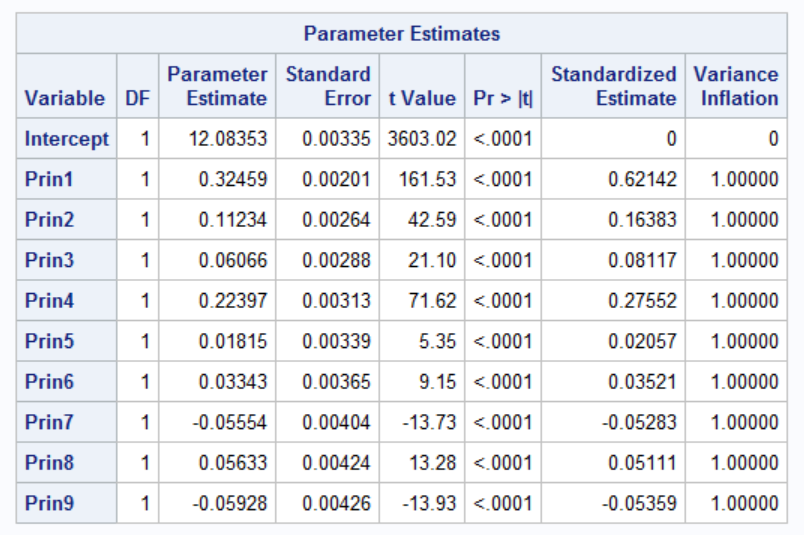 Parameter Estimates
Variable DF Parameter Estimate Standard Error t Value Pr > |t| Standardized Estimate Variance Inflation
Intercept 1 12.08353 0.00335 3603.02 <.0001 0 0
Prin1 1 0.32459 0.00201 161.53 <.0001 0.62142 1.00000
Prin2 1 0.11234 0.00264 42.59 <.0001 0.16383 1.00000
Prin3 1 0.06066 0.00288 21.10 <.0001 0.08117 1.00000
Prin4 1 0.22397 0.00313 71.62 <.0001 0.27552 1.00000
Prin5 1 0.01815 0.00339 5.35 <.0001 0.02057 1.00000
Prin6 1 0.03343 0.00365 9.15 <.0001 0.03521 1.00000
Prin7 1 -0.05554 0.00404 -13.73 <.0001 -0.05283 1.00000
Prin8 1 0.05633 0.00424 13.28 <.0001 0.05111 1.00000
Prin9 1 -0.05928 0.00426 -13.93 <.0001 -0.05359 1.00000